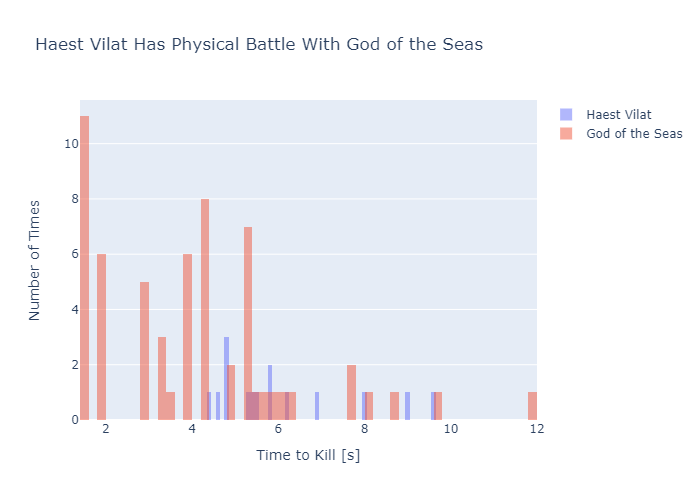 Haest Vilat Has Physical Battle With God of the Seas
Haest Vilat
God of the Seas
10
8
6
4
2
0
Number of Times
2 4 6 8 10 12
Time to Kill [s]